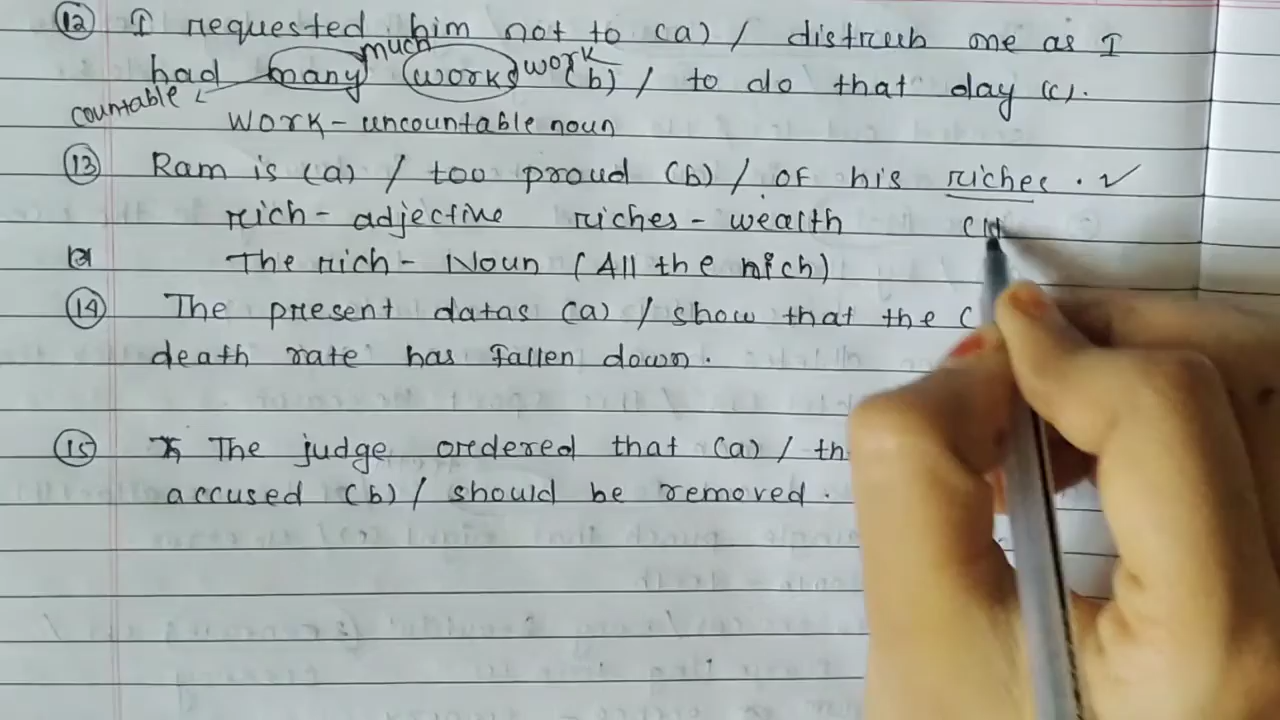 (12) I requested him not to (a) / distrub one as I
much work
had many works (b) / to do that day (c).
countable
work - uncountable noun
(13) Ram is (a) / too proud (b) / of his riches . ✓
rich - adjective riches - wealth
The rich - Noun (All the rich)
(14) The present datas (a) / show that the
death rate has fallen down .
(15) The judge ordered that (a) / th
accused (b) / should be removed .